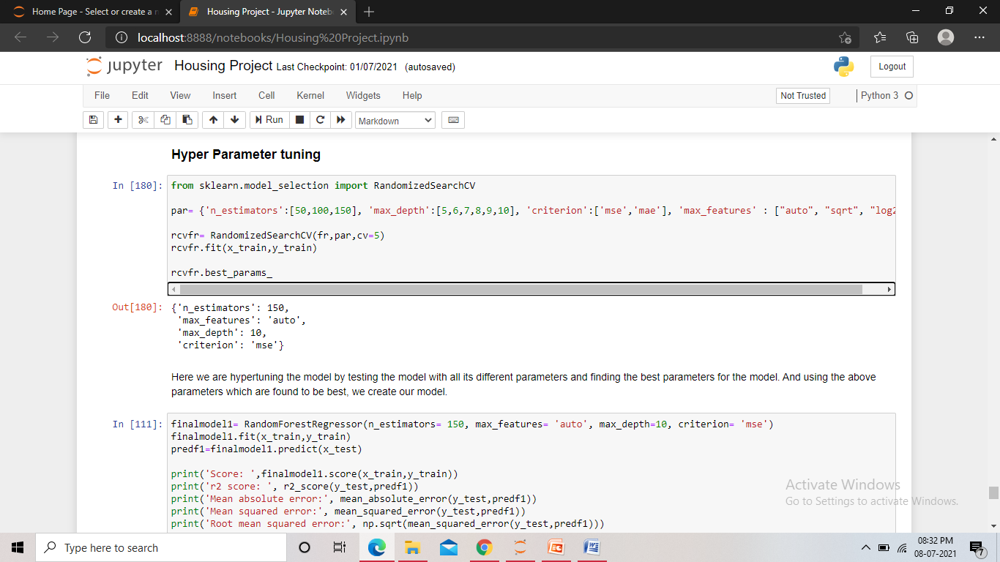 Home Page - Select or create a n
Housing Project - Jupyter Noteb
localhost:8888/notebooks/Housing%20Project.ipynb
jupyter Housing Project Last Checkpoint: 01/07/2021 (autosaved)
Logout
File Edit View Insert Cell Kernel Widgets Help
Not Trusted
Python 3
Run
Markdown
Hyper Parameter tuning
In [180]: from sklearn.model_selection import RandomizedSearchCV
par= {'n_estimators':[50,100,150], 'max_depth':[5,6,7,8,9,10], 'criterion':['mse','mae'], 'max_features' : ["auto", "sqrt", "log2
rcvfr= RandomizedSearchCV(fr,par,cv=5)
rcvfr.fit(x_train,y_train)
rcvfr.best_params_
Out[180]: {'n_estimators': 150,
'max_features': 'auto',
'max_depth': 10,
'criterion': 'mse'}
Here we are hypertuning the model by testing the model with all its different parameters and finding the best parameters for the model. And using the above
parameters which are found to be best, we create our model.
In [111]: finalmodel1= RandomForestRegressor(n_estimators= 150, max_features= 'auto', max_depth=10, criterion= 'mse')
finalmodel1.fit(x_train,y_train)
predf1=finalmodel1.predict(x_test)
print('Score: ',finalmodel1.score(x_train,y_train))
print('r2 score: ', r2_score(y_test,predf1))
print('Mean absolute error:', mean_absolute_error(y_test,predf1))
print('Mean squared error:', mean_squared_error(y_test,predf1))
print('Root mean squared error:', np.sqrt(mean_squared_error(y_test,predf1)))
Activate Windows
Go to Settings to activate Windows.
Type here to search
08:32 PM
08-07-2021
7